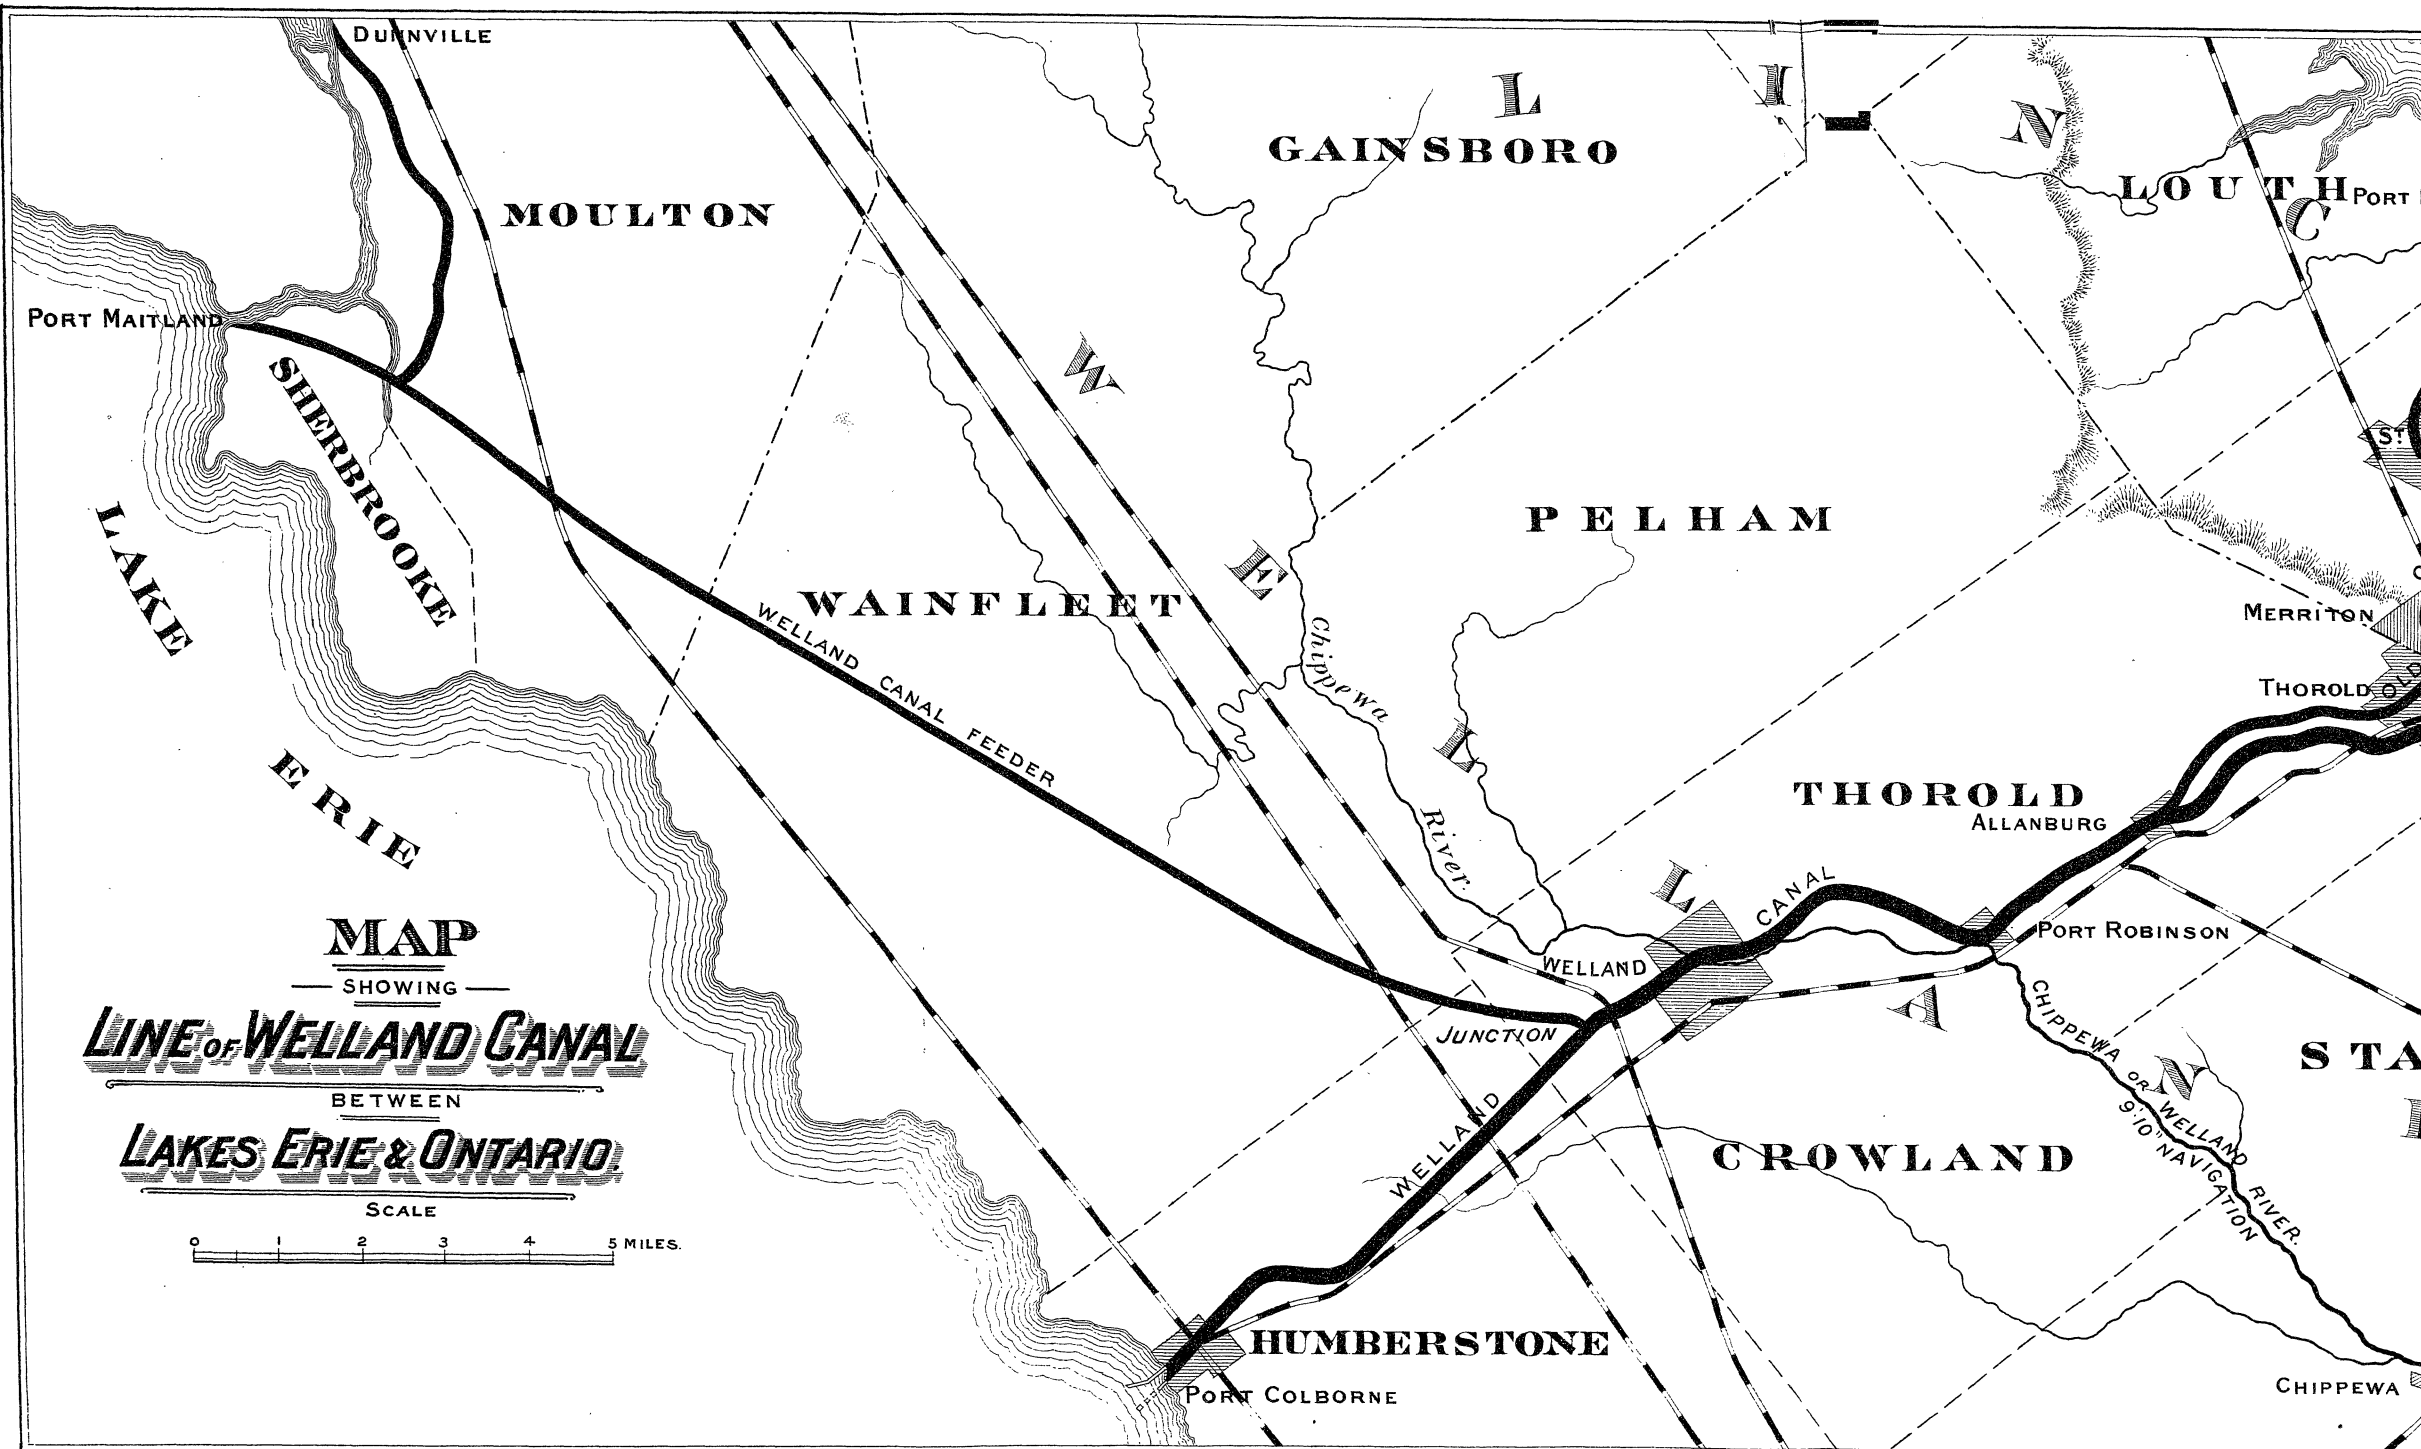 DUNNVILLE
L
I
N
C
GAINSBORO
LOUTH
PORT
MOULTON
PORT MAITLAND
SHERBROOKE
W
E
L
L
A
N
ST
PELHAM
LAKE
ERIE
WAINFLEET
WELLAND CANAL FEEDER
Chippewa River.
MERRITON
THOROLD
OLD
THOROLD
ALLANBURG
CANAL
PORT ROBINSON
WELLAND
JUNCTION
WELLAND
CHIPPEWA OR WELLAND RIVER.
9'.10" NAVIGATION
STA
CROWLAND
MAP
SHOWING
LINE OF WELLAND CANAL
BETWEEN
LAKES ERIE & ONTARIO.
SCALE
0 1 2 3 4 5 MILES.
HUMBERSTONE
PORT COLBORNE
CHIPPEWA